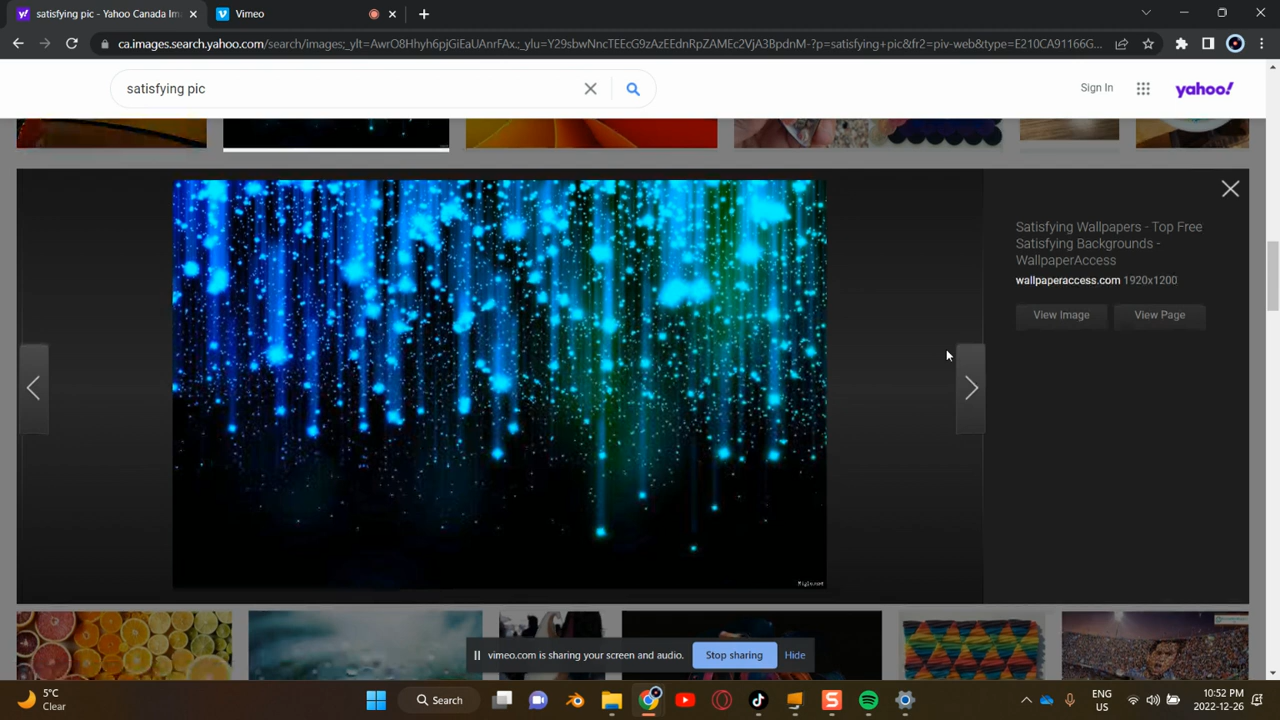 satisfying pic - Yahoo Canada Im
Vimeo
ca.images.search.yahoo.com/search/images;_ylt=AwrO8Hhyh6pjGiEaUAnrFAx.;_ylu=Y29sbwNncTEEcG9zAzEEdnRpZAMEc2VjA3BpdnM-?p=satisfying+pic&fr2=piv-web&type=E210CA91166G...
satisfying pic
Sign In
yahoo!
Satisfying Wallpapers - Top Free
Satisfying Backgrounds -
WallpaperAccess
wallpaperaccess.com 1920x1200
View Image
View Page
vimeo.com is sharing your screen and audio.
Stop sharing
Hide
5°C
Clear
Search
ENG
US
10:52 PM
2022-12-26